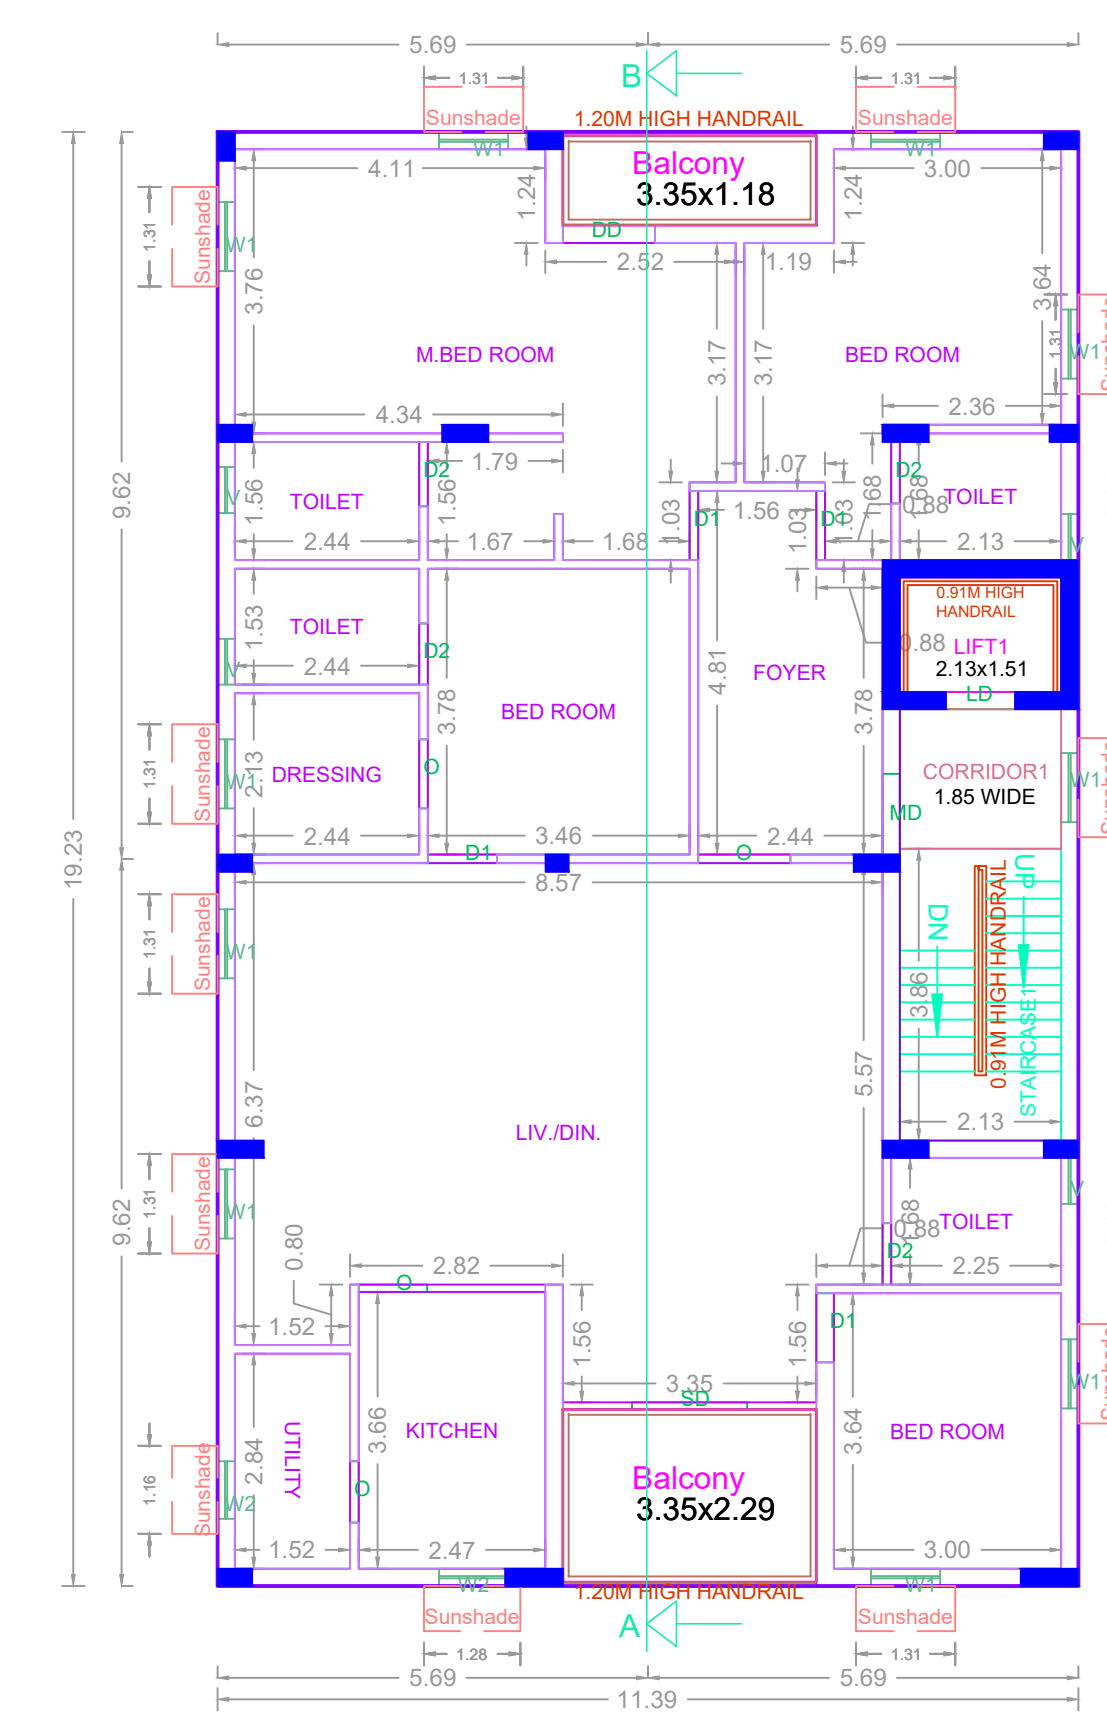 5.69
5.69
1.31
B
1.31
Sunshade
1.20M HIGH HANDRAIL
Sunshade
W1
Balcony
W1
4.11
3.35x1.18
3.00
1.24
1.24
Sunshade
1.31
W1
DD
2.52
1.19
3.76
3.64
Sunshade
1.31
W1
M.BED ROOM
BED ROOM
3.17
3.17
4.34
2.36
9.62
D2
1.79
1.07
D2
V
1.56
TOILET
1.56
1.03
D1
1.56
1.03
D1
1.03
1.68
1.68
0.88
TOILET
2.44
1.67
1.68
2.13
V
0.91M HIGH
HANDRAIL
1.53
TOILET
0.88
LIFT1
V
2.44
D2
4.81
FOYER
2.13x1.51
LD
3.78
BED ROOM
3.78
1.31
Sunshade
W1
2.13
DRESSING
O
CORRIDOR1
1.85 WIDE
W1
Sunshade
MD
2.44
3.46
2.44
D1
O
19.23
8.57
UP
1.31
Sunshade
W1
DN
0.91M HIGH HANDRAIL
3.86
STAIRCASE1
5.57
6.37
LIV./DIN.
2.13
9.62
1.31
Sunshade
W1
1.68
TOILET
V
0.88
0.80
D2
2.82
2.25
O
1.52
1.56
1.56
D1
3.35
SD
W1
Sunshade
UTILITY
KITCHEN
3.66
3.64
BED ROOM
2.84
1.16
Sunshade
W2
O
Balcony
3.35x2.29
1.52
2.47
3.00
W2
1.20M HIGH HANDRAIL
W1
Sunshade
A
Sunshade
1.28
1.31
5.69
5.69
11.39